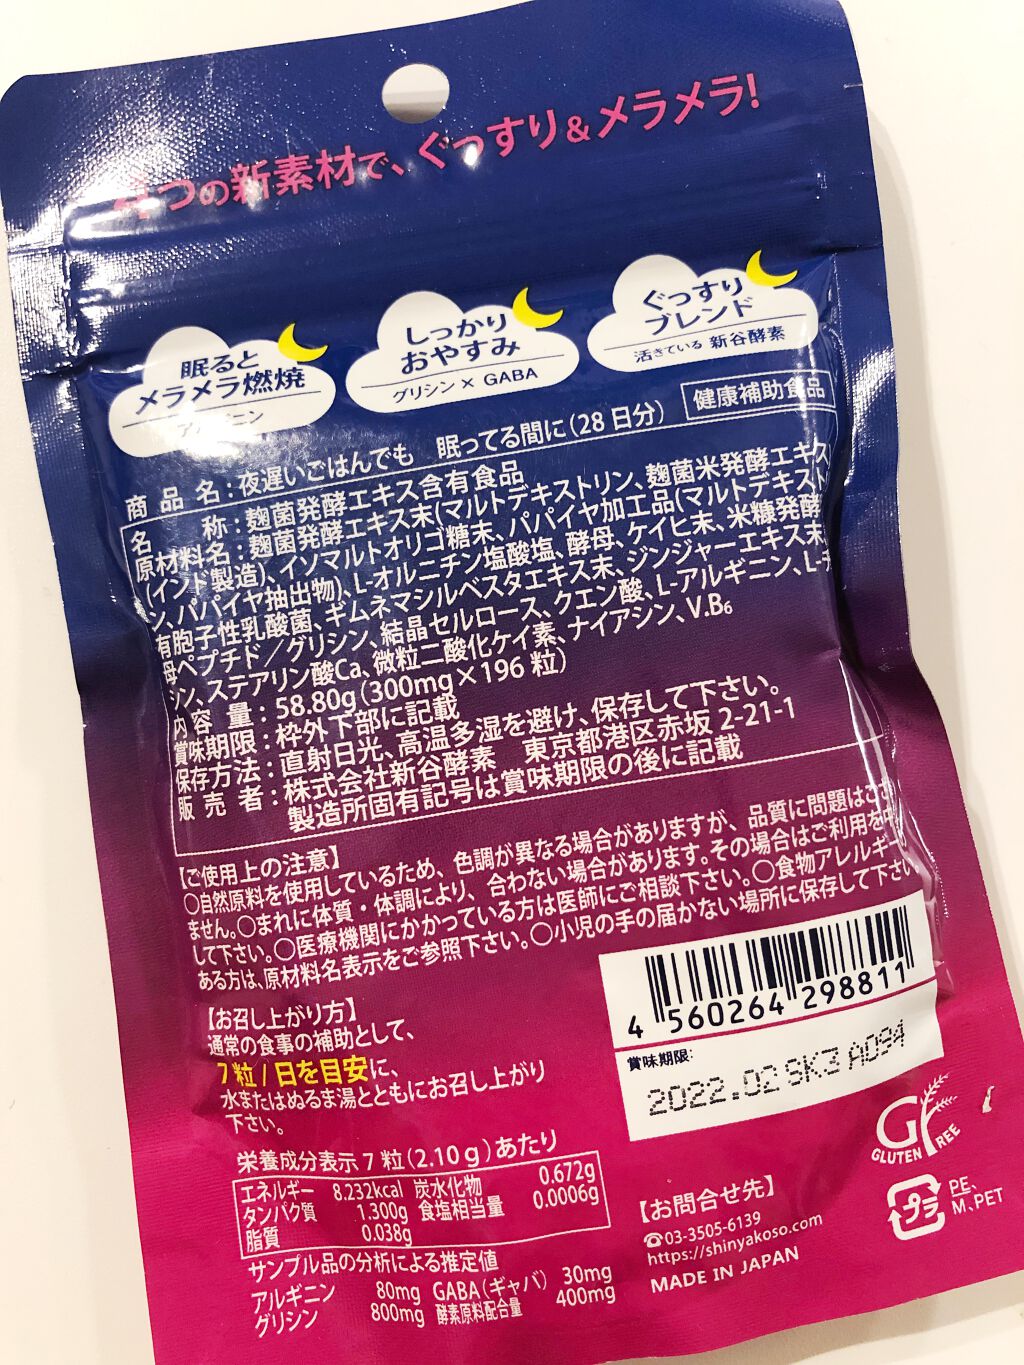 4つの新素材で、ぐっすり&メラメラ!
眠ると
メラメラ燃焼
アルギニン
しっかり
おやすみ
グリシン×GABA
ぐっすり
ブレンド
活きている 新谷酵素
健康補助食品
商品名:夜遅いごはんでも 眠ってる間に(28日分)
名称:麹菌発酵エキス含有食品
原材料名:麹菌発酵エキス末(マルトデキストリン、麹菌米発酵エキス
(インド製造)、イソマルトオリゴ糖末、パパイヤ加工品(マルトデキスト
ン、パパイヤ抽出物)、L-オルニチン塩酸塩、酵母、ケイヒ末、米糠発酵
有胞子性乳酸菌、ギムネマシルベスタエキス末、ジンジャーエキス末、
母ペプチド/グリシン、結晶セルロース、クエン酸、L-アルギニン、L-
ン、ステアリン酸Ca、微粒二酸化ケイ素、ナイアシン、V.B₆
内容量:58.80g(300mg×196粒)
賞味期限:枠外下部に記載
保存方法:直射日光、高温多湿を避け、保存して下さい。
販売者:株式会社新谷酵素 東京都港区赤坂2-21-1
製造所固有記号は賞味期限の後に記載
【ご使用上の注意】
○自然原料を使用しているため、色調が異なる場合がありますが、品質に問題はござ
ません。○まれに体質・体調により、合わない場合があります。その場合はご利用を中
して下さい。○医療機関にかかっている方は医師にご相談下さい。○食物アレルギー
ある方は、原材料名表示をご参照下さい。○小児の手の届かない場所に保存して下さい
【お召し上がり方】
通常の食事の補助として、
7粒/日を目安に、
水またはぬるま湯とともにお召し上がり
下さい。
4 560264 298811
賞味期限:
2022.02 SK3 A094
栄養成分表示7粒(2.10g)あたり
エネルギー 8.232kcal 炭水化物 0.672g
タンパク質 1.300g 食塩相当量 0.0006g
脂質 0.038g
サンプル品の分析による推定値
アルギニン 80mg GABA(ギャバ) 30mg
グリシン 800mg 酵素原料配合量 400mg
【お問合せ先】
☎03-3505-6139
https://shinyakoso.com
MADE IN JAPAN
G
GLUTEN FREE
プラ
PE、
M、PET